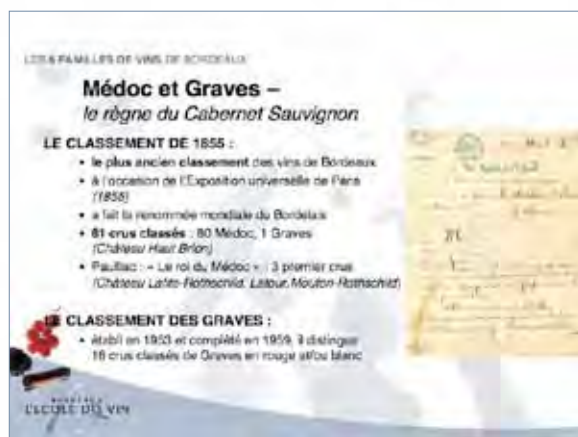 LES 6 FAMILLES DE VINS DE BORDEAUX
Médoc et Graves –
le règne du Cabernet Sauvignon
LE CLASSEMENT DE 1855 :
• le plus ancien classement des vins de Bordeaux
• à l'occasion de l'Exposition universelle de Paris
(1855)
• a fait la renommée mondiale du Bordelais
• 61 crus classés : 60 Médoc, 1 Graves
(Château Haut Brion)
• Pauillac : « Le roi du Médoc » : 3 premier crus
(Château Lafite-Rothschild, Latour, Mouton-Rothschild)
LE CLASSEMENT DES GRAVES :
• établi en 1953 et complété en 1959, il distingue
16 crus classés de Graves en rouge et/ou blanc
BORDEAUX
L'ECOLE DU VIN